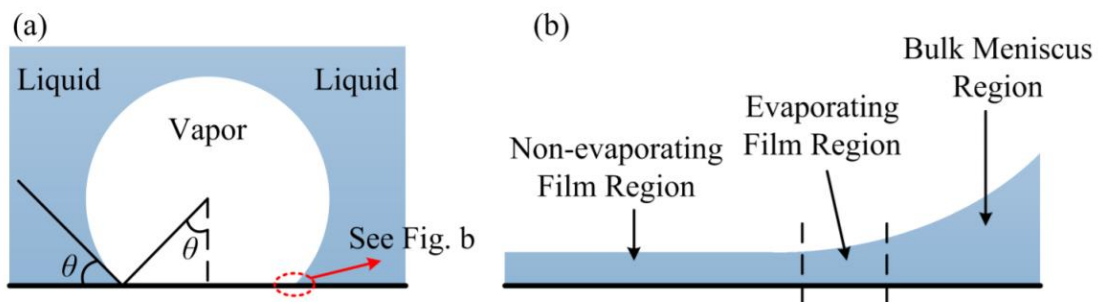 (a)
Liquid
Liquid
Vapor
θ
θ
See Fig. b
(b)
Bulk Meniscus
Region
Evaporating
Film Region
Non-evaporating
Film Region